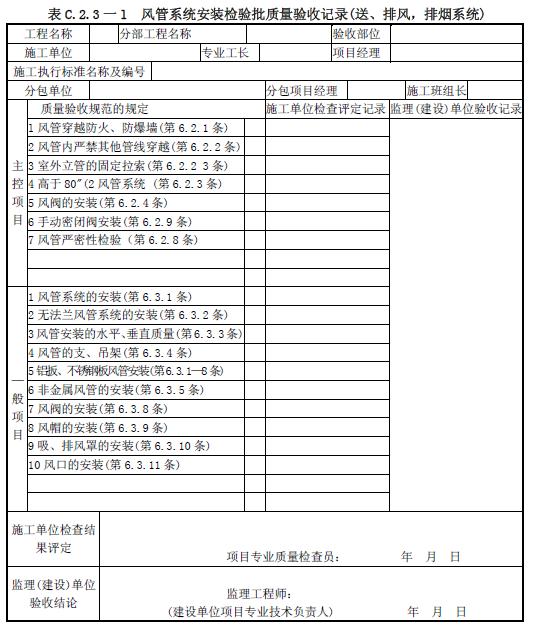 表 C.2.3－1 风管系统安装检验批质量验收记录(送、排风，排烟系统)
工程名称 分部工程名称 验收部位
施工单位 专业工长 项目经理
施工执行标准名称及编号
分包单位 分包项目经理 施工班组长
质量验收规范的规定 施工单位检查评定记录 监理(建设)单位验收记录
主控项目
1 风管穿越防火、防爆墙(第 6.2.1 条)
2 风管内严禁其他管线穿越(第 6.2.2 条)
3 室外立管的固定拉索(第 6.2.2 3 条)
4 高于 80"(2 风管系统 (第 6.2.3 条)
5 风阀的安装(第 6.2.4 条)
6 手动密闭阀安装(第 6.2.9 条)
7 风管严密性检验（第 6.2.8 条)
一般项目
1 风管系统的安装(第 6.3.1 条)
2 无法兰风管系统的安装(第 6.3.2 条)
3 风管安装的水平、垂直质量(第 6.3.3 条)
4 风管的支、吊架(第 6.3.4 条)
5 铝扳、不锈钢板风管安装(第 6.3.1—8 条)
6 非金属风管的安装(第 6.3.5 条)
7 风阀的安装(第 6.3.8 条)
8 风帽的安装(第 6.3.9 条)
9 吸、排风罩的安装(第 6.3.10 条)
10 风口的安装(第 6.3.11 条)
施工单位检查结果评定
项目专业质量检查员： 年 月 日
监理(建设)单位验收结论
监理工程师：
(建设单位项目专业技术负责人) 年 月 日